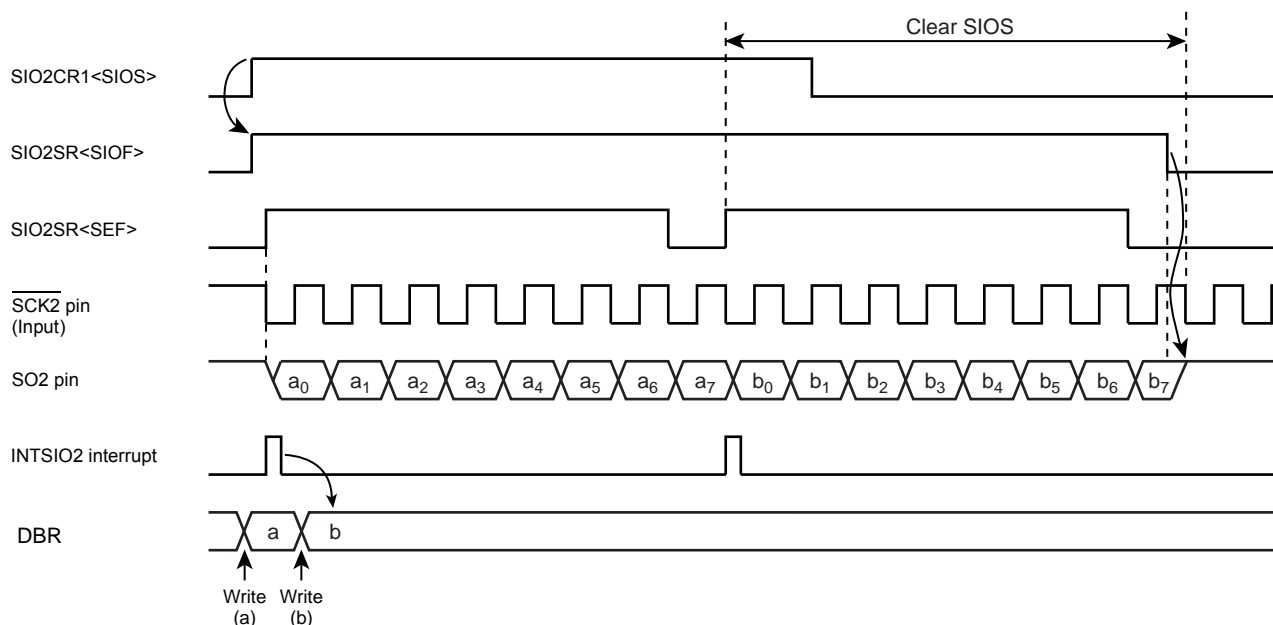 Clear SIOS
SIO2CR1<SIOS>
SIO2SR<SIOF>
SIO2SR<SEF>
SCK2 pin
(Input)
SO2 pin
a0 a1 a2 a3 a4 a5 a6 a7 b0 b1 b2 b3 b4 b5 b6 b7
INTSIO2 interrupt
DBR
a b
Write
(a)
Write
(b)